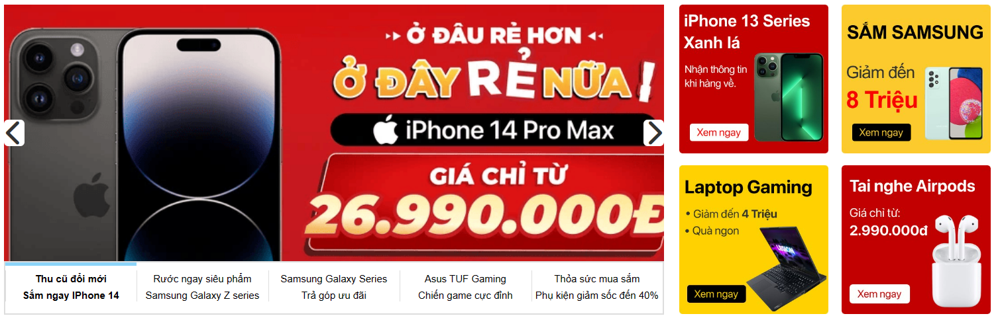 Ở ĐÂU RẺ HƠN
Ở ĐÂY RẺ NỮA !
iPhone 14 Pro Max
GIÁ CHỈ TỪ
26.990.000Đ
Thu cũ đổi mới
Sắm ngay IPhone 14
Rước ngay siêu phẩm
Samsung Galaxy Z series
Samsung Galaxy Series
Trả góp ưu đãi
Asus TUF Gaming
Chiến game cực đỉnh
Thỏa sức mua sắm
Phụ kiện giảm sốc đến 40%
iPhone 13 Series
Xanh lá
Nhận thông tin
khi hàng về.
Xem ngay
SẮM SAMSUNG
Giảm đến
8 Triệu
Xem ngay
Laptop Gaming
• Giảm đến 4 Triệu
• Quà ngon
LEGION
Xem ngay
Tai nghe Airpods
Giá chỉ từ:
2.990.000đ
Xem ngay